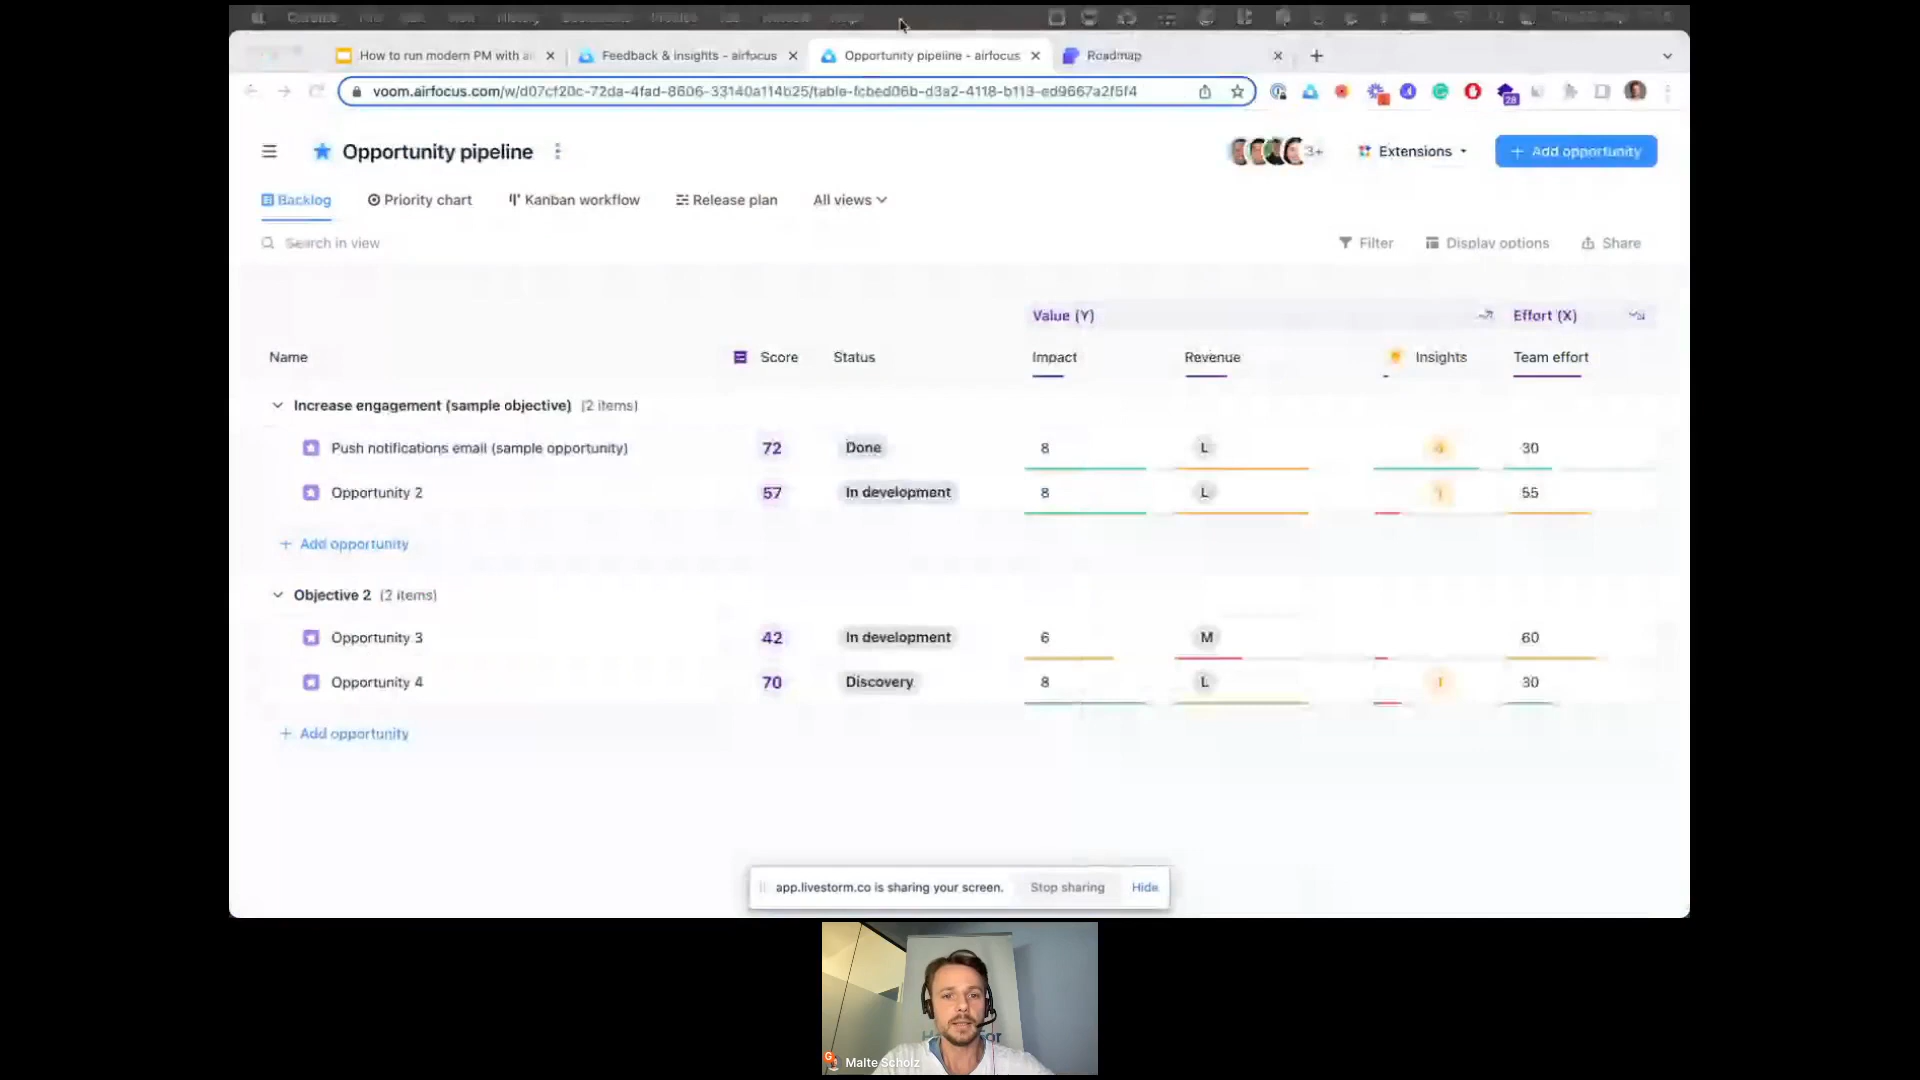 How to run modern PM with ai
Feedback & insights - airfocus
Opportunity pipeline - airfocus
Roadmap
voom.airfocus.com/w/d07cf20c-72da-4fad-8606-33140a114b25/table-fcbed06b-d3a2-4118-b113-ed9667a2f5f4
28
Opportunity pipeline
3+
Extensions
+ Add opportunity
Backlog
Priority chart
Kanban workflow
Release plan
All views
Search in view
Filter
Display options
Share
Value (Y)
Effort (X)
Name
Score
Status
Impact
Revenue
Insights
Team effort
Increase engagement (sample objective) (2 items)
Push notifications email (sample opportunity) 72 Done 8 L 30
Opportunity 2 57 In development 8 L 1 55
+ Add opportunity
Objective 2 (2 items)
Opportunity 3 42 In development 6 M 60
Opportunity 4 70 Discovery 8 L 1 30
+ Add opportunity
app.livestorm.co is sharing your screen.
Stop sharing
Hide
Malte Scholz